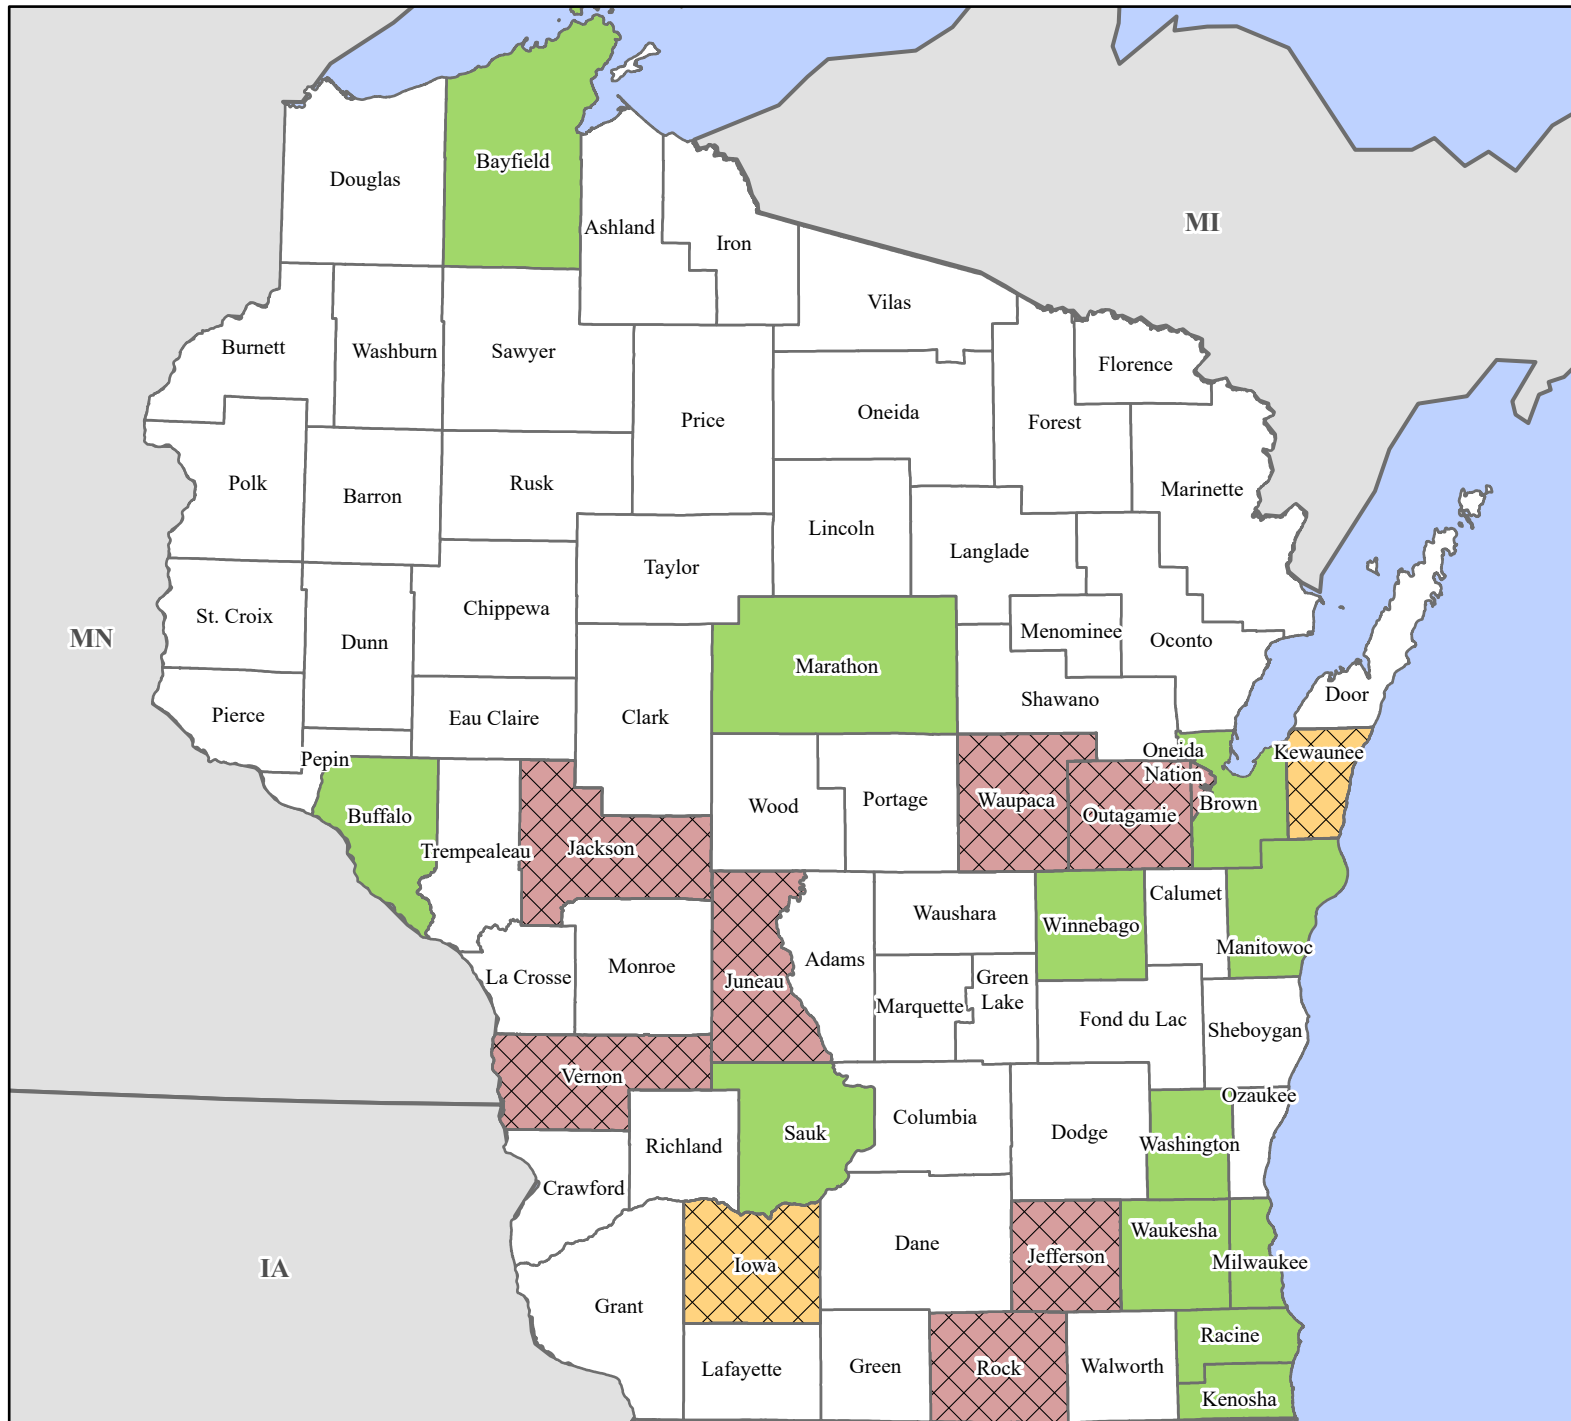 Bayfield
Douglas
MI
Ashland
Iron
Vilas
Burnett
Washburn
Sawyer
Florence
Price
Oneida
Forest
Polk
Rusk
Barron
Marinette
Lincoln
Langlade
Taylor
Chippewa
St. Croix
MN
Dunn
Menominee
Oconto
Marathon
Door
Shawano
Pierce
Eau Claire
Clark
Oneida
Nation
Kewaunee
Pepin
Buffalo
Wood
Portage
Waupaca
Brown
Outagamie
Trempealeau
Jackson
Calumet
Waushara
Winnebago
Manitowoc
La Crosse
Monroe
Adams
Juneau
Green
Lake
Marquette
Fond du Lac
Sheboygan
Vernon
Ozaukee
Columbia
Richland
Sauk
Dodge
Washington
Crawford
Waukesha
Dane
Jefferson
Milwaukee
IA
Iowa
Grant
Racine
Lafayette
Green
Rock
Walworth
Kenosha